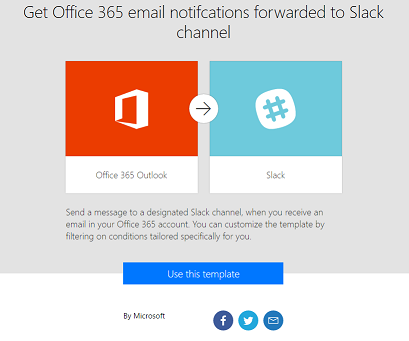 Get Office 365 email notifcations forwarded to Slack
channel
Office 365 Outlook
Slack
Send a message to a designated Slack channel, when you receive an
email in your Office 365 account. You can customize the template by
filtering on conditions tailored specifically for you.
Use this template
By Microsoft